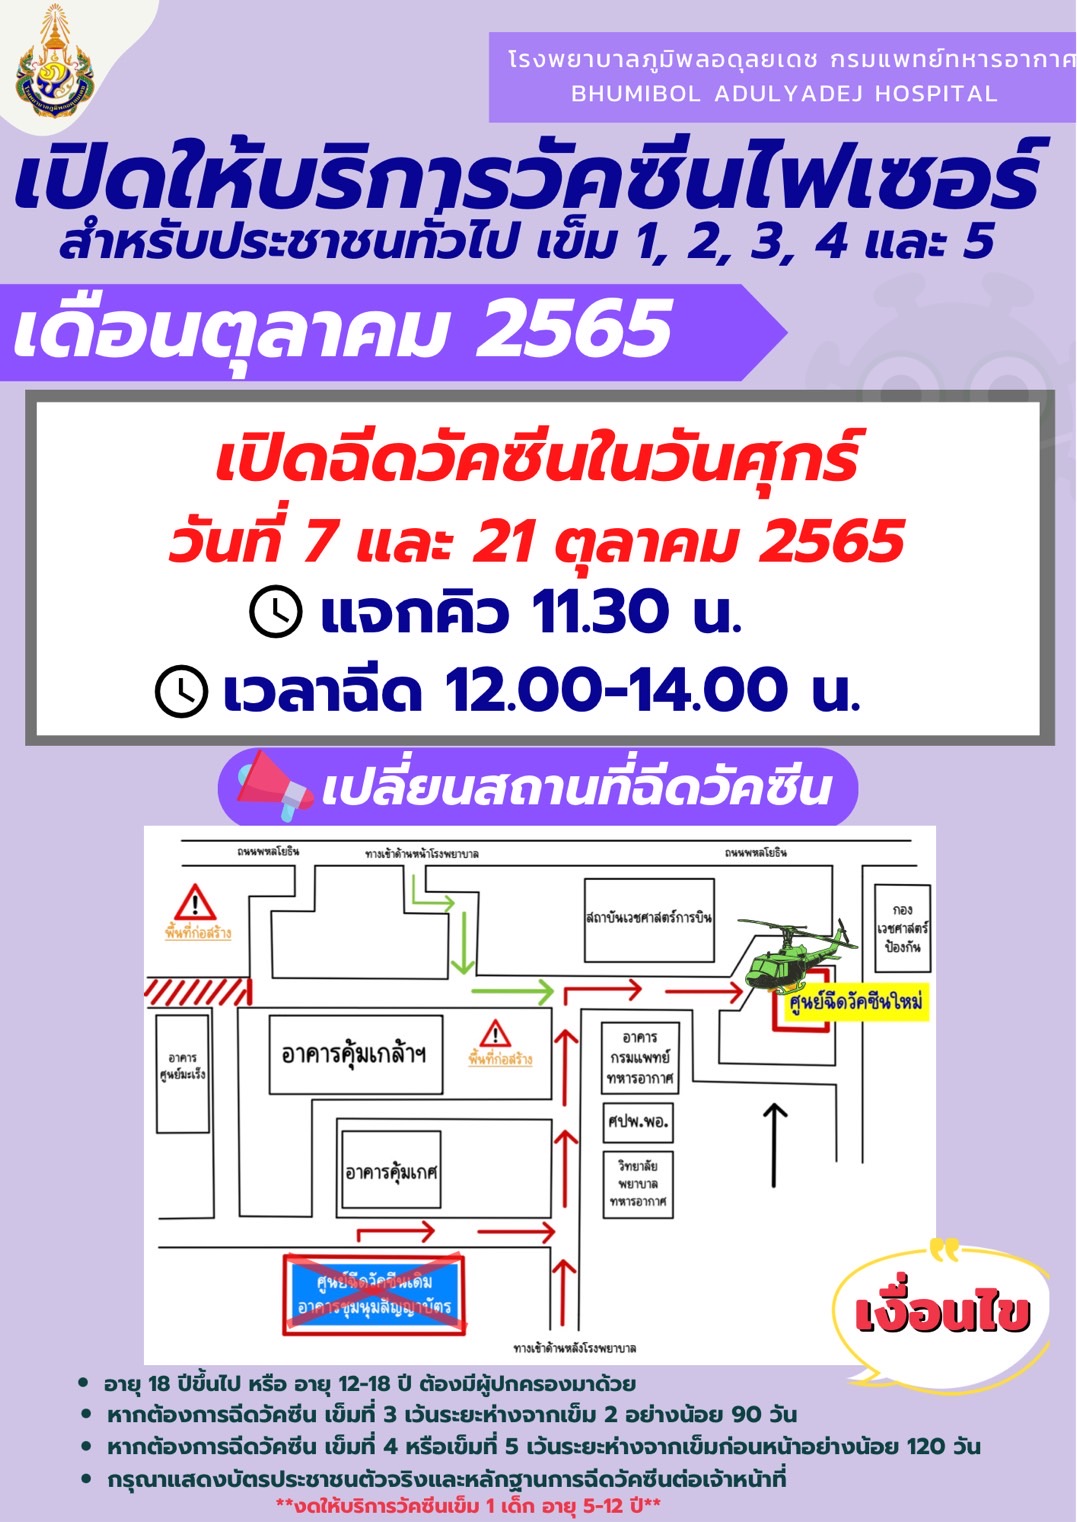 โรงพยาบาลภูมิพลอดุลยเดช กรมแพทย์ทหารอากาศ
BHUMIBOL ADULYADEJ HOSPITAL
เปิดให้บริการวัคซีนไฟเซอร์
สำหรับประชาชนทั่วไป เข็ม 1, 2, 3, 4 และ 5
เดือนตุลาคม 2565
เปิดฉีดวัคซีนในวันศุกร์
วันที่ 7 และ 21 ตุลาคม 2565
แจกคิว 11.30 น.
เวลาฉีด 12.00-14.00 น.
เปลี่ยนสถานที่ฉีดวัคซีน
ถนนพหลโยธิน
ทางเข้าด้านหน้าโรงพยาบาล
ถนนพหลโยธิน
พื้นที่ก่อสร้าง
สถาบันเวชศาสตร์การบิน
กอง
เวชศาสตร์
ป้องกัน
ศูนย์ฉีดวัคซีนใหม่
อาคาร
ศูนย์มะเร็ง
อาคารคุ้มเกล้าฯ
พื้นที่ก่อสร้าง
อาคาร
กรมแพทย์
ทหารอากาศ
ศปพ.พอ.
อาคารคุ้มเกศ
วิทยาลัย
พยาบาล
ทหารอากาศ
ศูนย์ฉีดวัคซีนเดิม
อาคารชุมนุมสัญญาบัตร
ทางเข้าด้านหลังโรงพยาบาล
เงื่อนไข
• อายุ 18 ปีขึ้นไป หรือ อายุ 12-18 ปี ต้องมีผู้ปกครองมาด้วย
• หากต้องการฉีดวัคซีน เข็มที่ 3 เว้นระยะห่างจากเข็ม 2 อย่างน้อย 90 วัน
• หากต้องการฉีดวัคซีน เข็มที่ 4 หรือเข็มที่ 5 เว้นระยะห่างจากเข็มก่อนหน้าอย่างน้อย 120 วัน
• กรุณาแสดงบัตรประชาชนตัวจริงและหลักฐานการฉีดวัคซีนต่อเจ้าหน้าที่
**งดให้บริการวัคซีนเข็ม 1 เด็ก อายุ 5-12 ปี**